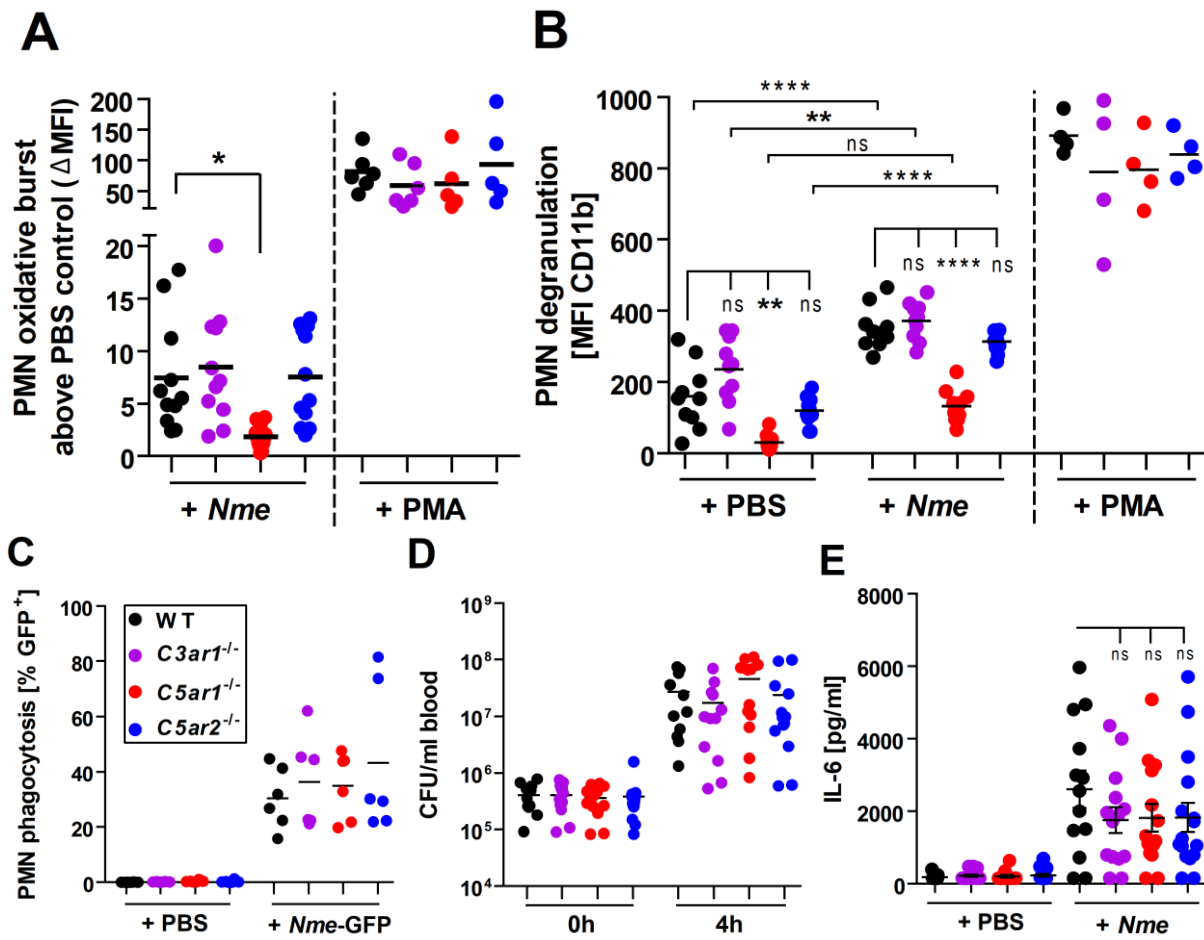 A
PMN oxidative burst
above PBS control (ΔMFI)
200
150
100
50
20
15
10
5
0
*
+ Nme
+ PMA
B
PMN degranulation
[MFI CD11b]
1000
800
600
400
200
0
****
**
ns
****
ns
**
ns
ns
****
ns
+ PBS
+ Nme
+ PMA
C
PMN phagocytosis [% GFP+]
100
80
60
40
20
0
WT
C3ar1-/-
C5ar1-/-
C5ar2-/-
+ PBS
+ Nme-GFP
D
CFU/ml blood
10⁹
10⁸
10⁷
10⁶
10⁵
10⁴
0h
4h
E
IL-6 [pg/ml]
8000
6000
4000
2000
0
ns
ns
ns
+ PBS
+ Nme